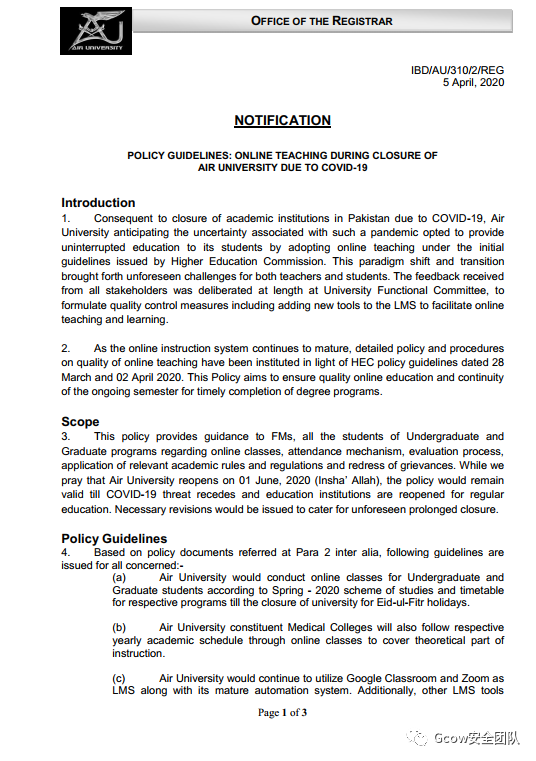 OFFICE OF THE REGISTRAR
AIR UNIVERSITY
IBD/AU/310/2/REG
5 April, 2020
NOTIFICATION
POLICY GUIDELINES: ONLINE TEACHING DURING CLOSURE OF
AIR UNIVERSITY DUE TO COVID-19
Introduction
1. Consequent to closure of academic institutions in Pakistan due to COVID-19, Air
University anticipating the uncertainty associated with such a pandemic opted to provide
uninterrupted education to its students by adopting online teaching under the initial
guidelines issued by Higher Education Commission. This paradigm shift and transition
brought forth unforeseen challenges for both teachers and students. The feedback received
from all stakeholders was deliberated at length at University Functional Committee, to
formulate quality control measures including adding new tools to the LMS to facilitate online
teaching and learning.
2. As the online instruction system continues to mature, detailed policy and procedures
on quality of online teaching have been instituted in light of HEC policy guidelines dated 28
March and 02 April 2020. This Policy aims to ensure quality online education and continuity
of the ongoing semester for timely completion of degree programs.
Scope
3. This policy provides guidance to FMs, all the students of Undergraduate and
Graduate programs regarding online classes, attendance mechanism, evaluation process,
application of relevant academic rules and regulations and redress of grievances. While we
pray that Air University reopens on 01 June, 2020 (Insha' Allah), the policy would remain
valid till COVID-19 threat recedes and education institutions are reopened for regular
education. Necessary revisions would be issued to cater for unforeseen prolonged closure.
Policy Guidelines
4. Based on policy documents referred at Para 2 inter alia, following guidelines are
issued for all concerned:-
(a) Air University would conduct online classes for Undergraduate and
Graduate students according to Spring - 2020 scheme of studies and timetable
for respective programs till the closure of university for Eid-ul-Fitr holidays.
(b) Air University constituent Medical Colleges will also follow respective
yearly academic schedule through online classes to cover theoretical part of
instruction.
(c) Air University would continue to utilize Google Classroom and Zoom as
LMS along with its mature automation system. Additionally, other LMS tools
Page 1 of 3
Gcow安全团队